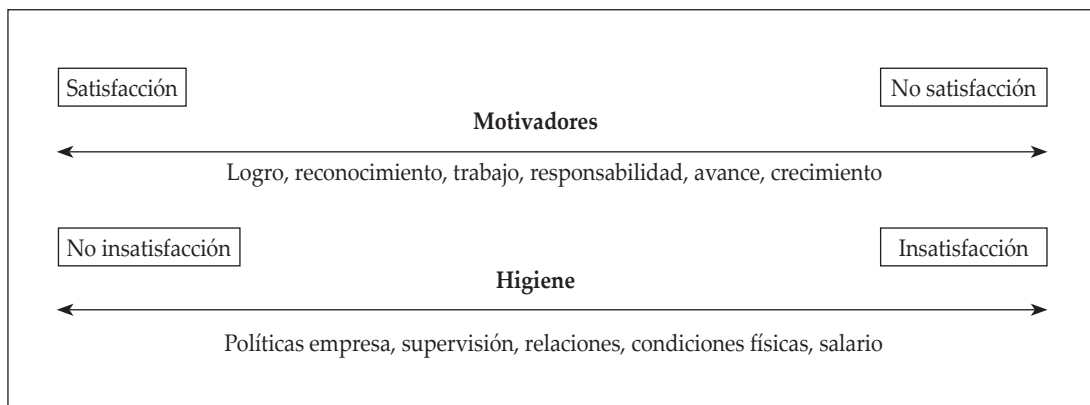 Satisfacción
No satisfacción
Motivadores
Logro, reconocimiento, trabajo, responsabilidad, avance, crecimiento
No insatisfacción
Insatisfacción
Higiene
Políticas empresa, supervisión, relaciones, condiciones físicas, salario